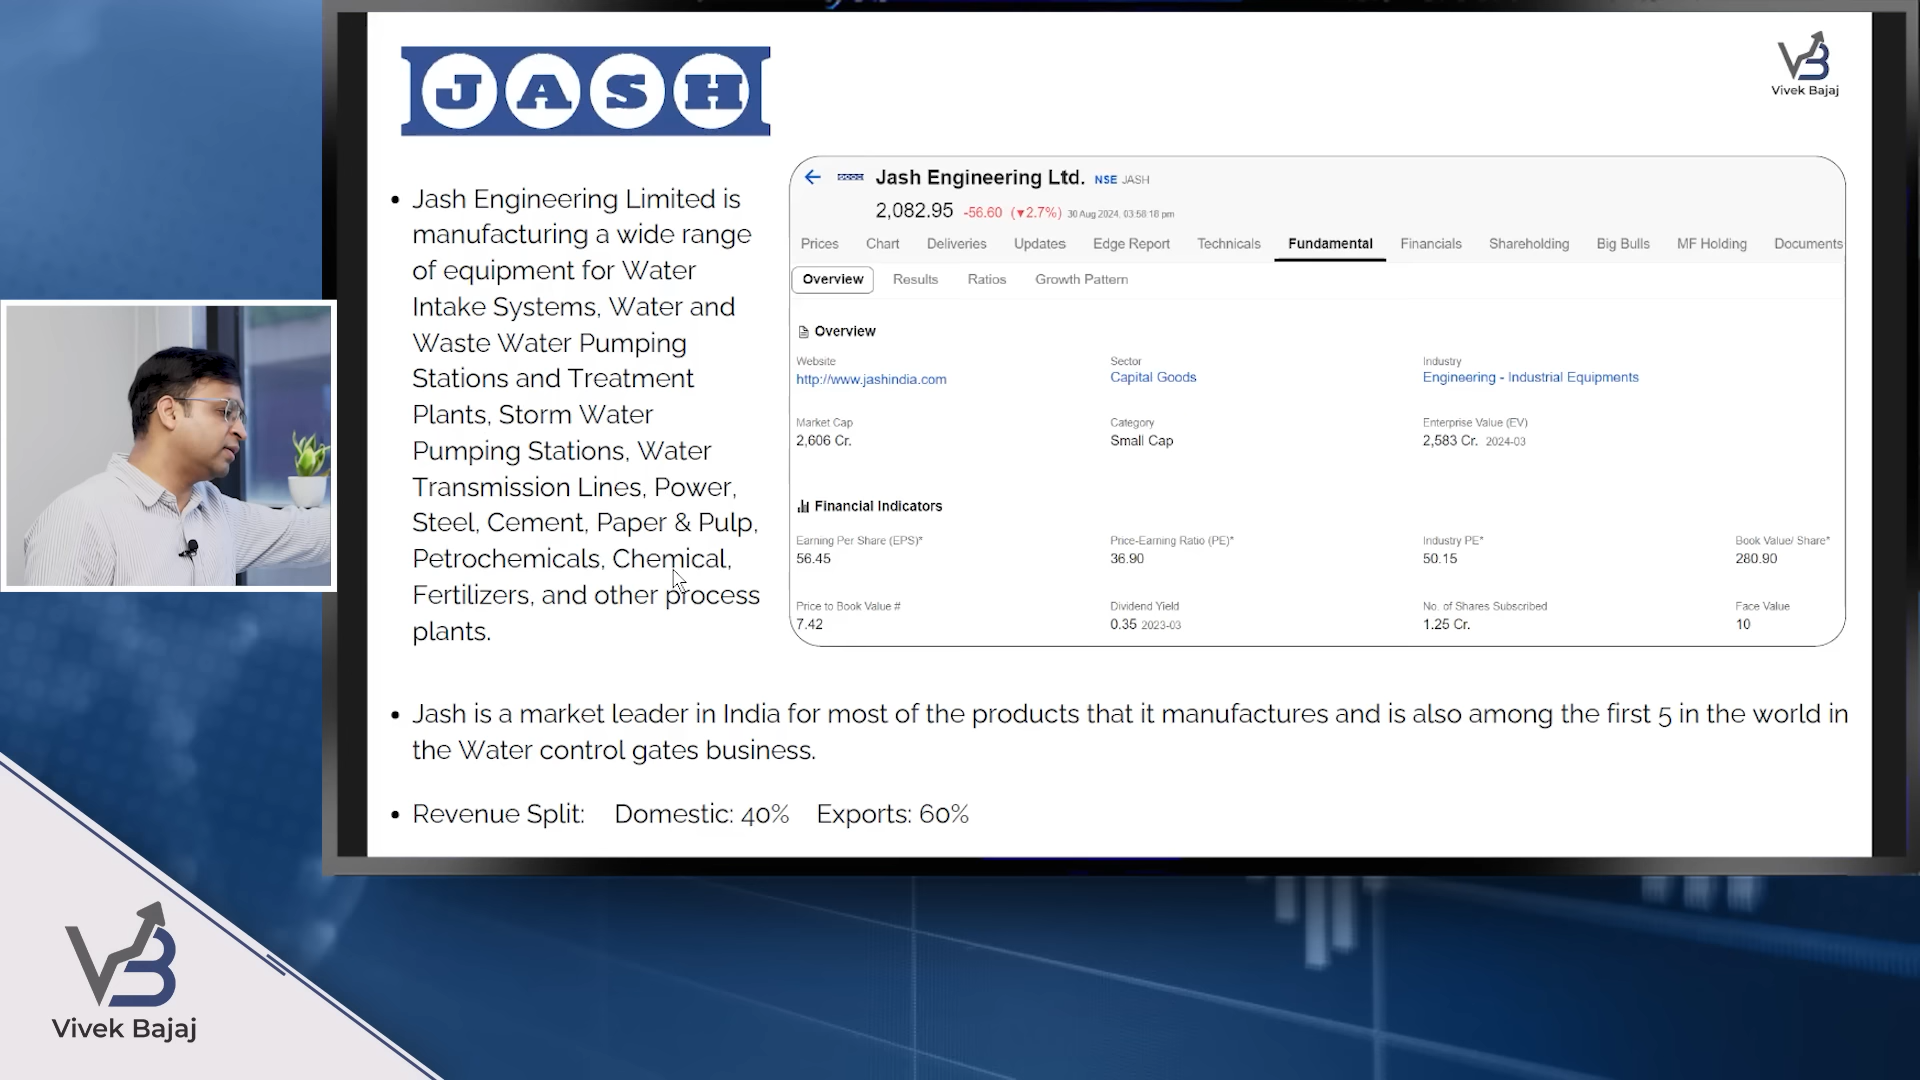 JASH
Vivek Bajaj
Jash Engineering Limited is
manufacturing a wide range
of equipment for Water
Intake Systems, Water and
Waste Water Pumping
Stations and Treatment
Plants, Storm Water
Pumping Stations, Water
Transmission Lines, Power,
Steel, Cement, Paper & Pulp,
Petrochemicals, Chemical,
Fertilizers, and other process
plants.
Jash Engineering Ltd. NSE JASH
2,082.95 -56.60 (▼2.7%) 30 Aug 2024, 03:58:18 pm
Prices Chart Deliveries Updates Edge Report Technicals Fundamental Financials Shareholding Big Bulls MF Holding Documents
Overview Results Ratios Growth Pattern
Overview
Website Sector Industry
http://www.jashindia.com Capital Goods Engineering - Industrial Equipments
Market Cap Category Enterprise Value (EV)
2,606 Cr. Small Cap 2,583 Cr. 2024-03
Financial Indicators
Earning Per Share (EPS)* Price-Earning Ratio (PE)* Industry PE* Book Value/ Share*
56.45 36.90 50.15 280.90
Price to Book Value # Dividend Yield No. of Shares Subscribed Face Value
7.42 0.35 2023-03 1.25 Cr. 10
Jash is a market leader in India for most of the products that it manufactures and is also among the first 5 in the world in
the Water control gates business.
Revenue Split: Domestic: 40% Exports: 60%
Vivek Bajaj